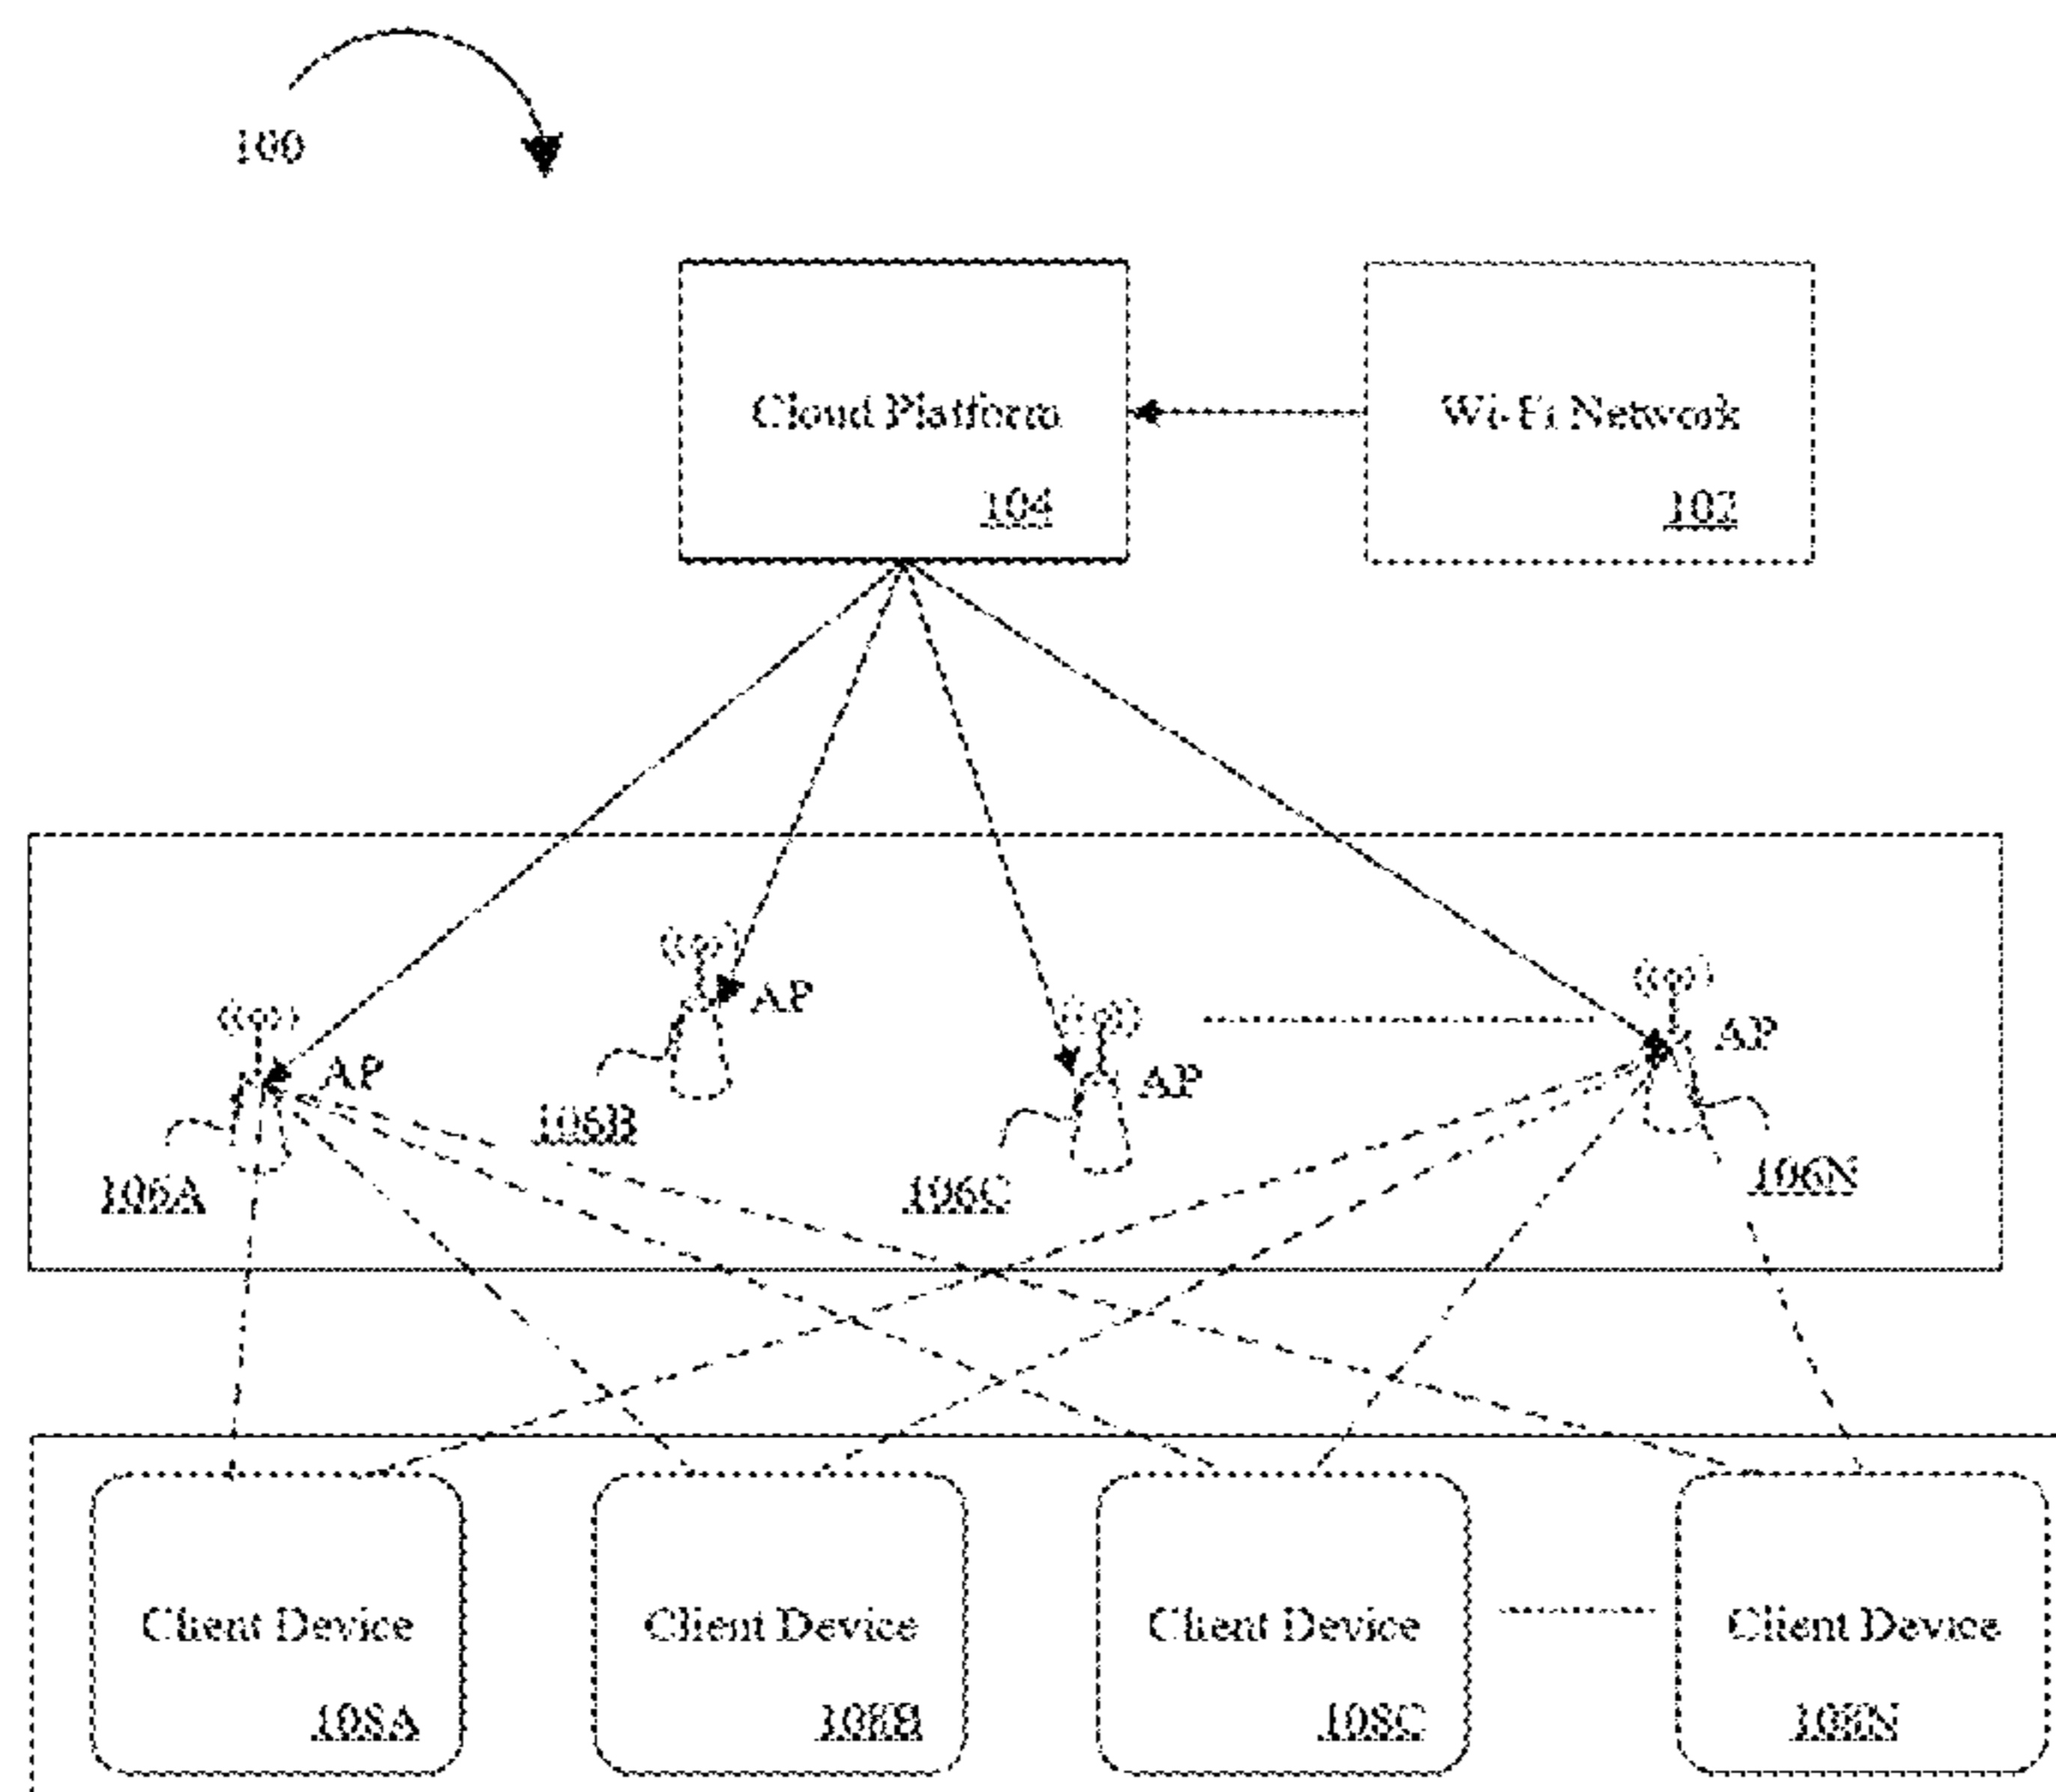 100
Cloud Platform
104
Wi-Fi Network
102
AP
AP
AP
AP
106A
106B
106C
106N
Client Device
108A
Client Device
108B
Client Device
108C
Client Device
108N